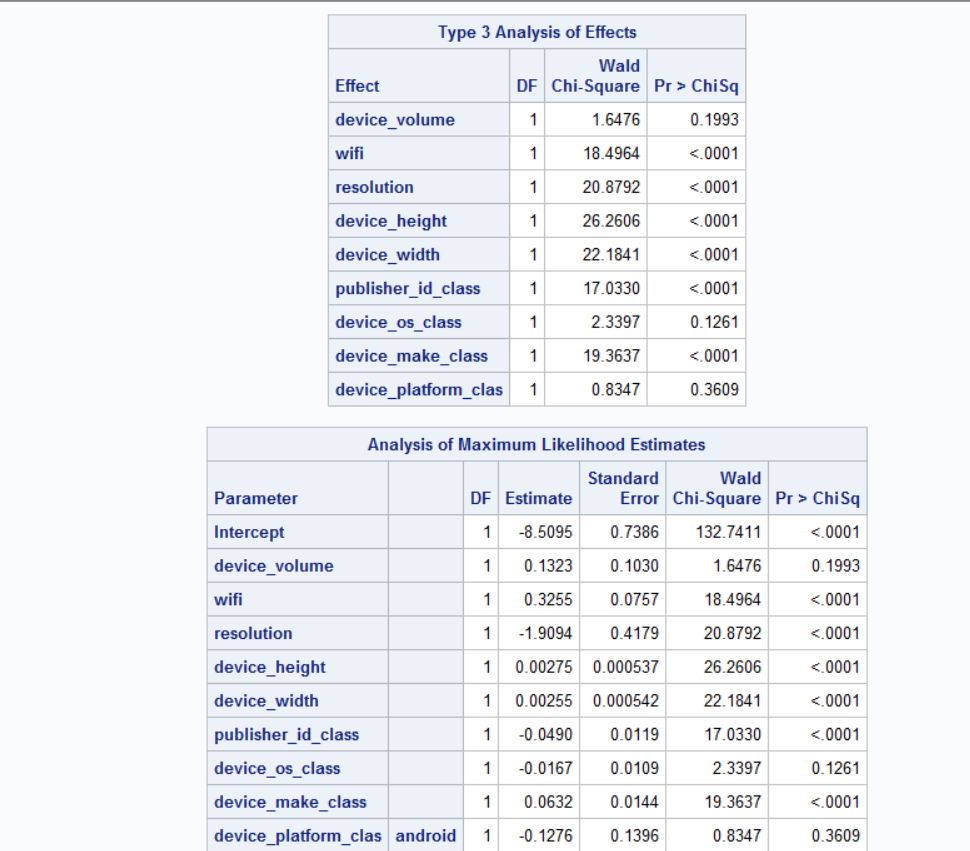 Type 3 Analysis of Effects
Effect DF Wald Chi-Square Pr > ChiSq
device_volume 1 1.6476 0.1993
wifi 1 18.4964 <.0001
resolution 1 20.8792 <.0001
device_height 1 26.2606 <.0001
device_width 1 22.1841 <.0001
publisher_id_class 1 17.0330 <.0001
device_os_class 1 2.3397 0.1261
device_make_class 1 19.3637 <.0001
device_platform_clas 1 0.8347 0.3609
Analysis of Maximum Likelihood Estimates
Parameter DF Estimate Standard Error Wald Chi-Square Pr > ChiSq
Intercept 1 -8.5095 0.7386 132.7411 <.0001
device_volume 1 0.1323 0.1030 1.6476 0.1993
wifi 1 0.3255 0.0757 18.4964 <.0001
resolution 1 -1.9094 0.4179 20.8792 <.0001
device_height 1 0.00275 0.000537 26.2606 <.0001
device_width 1 0.00255 0.000542 22.1841 <.0001
publisher_id_class 1 -0.0490 0.0119 17.0330 <.0001
device_os_class 1 -0.0167 0.0109 2.3397 0.1261
device_make_class 1 0.0632 0.0144 19.3637 <.0001
device_platform_clas android 1 -0.1276 0.1396 0.8347 0.3609